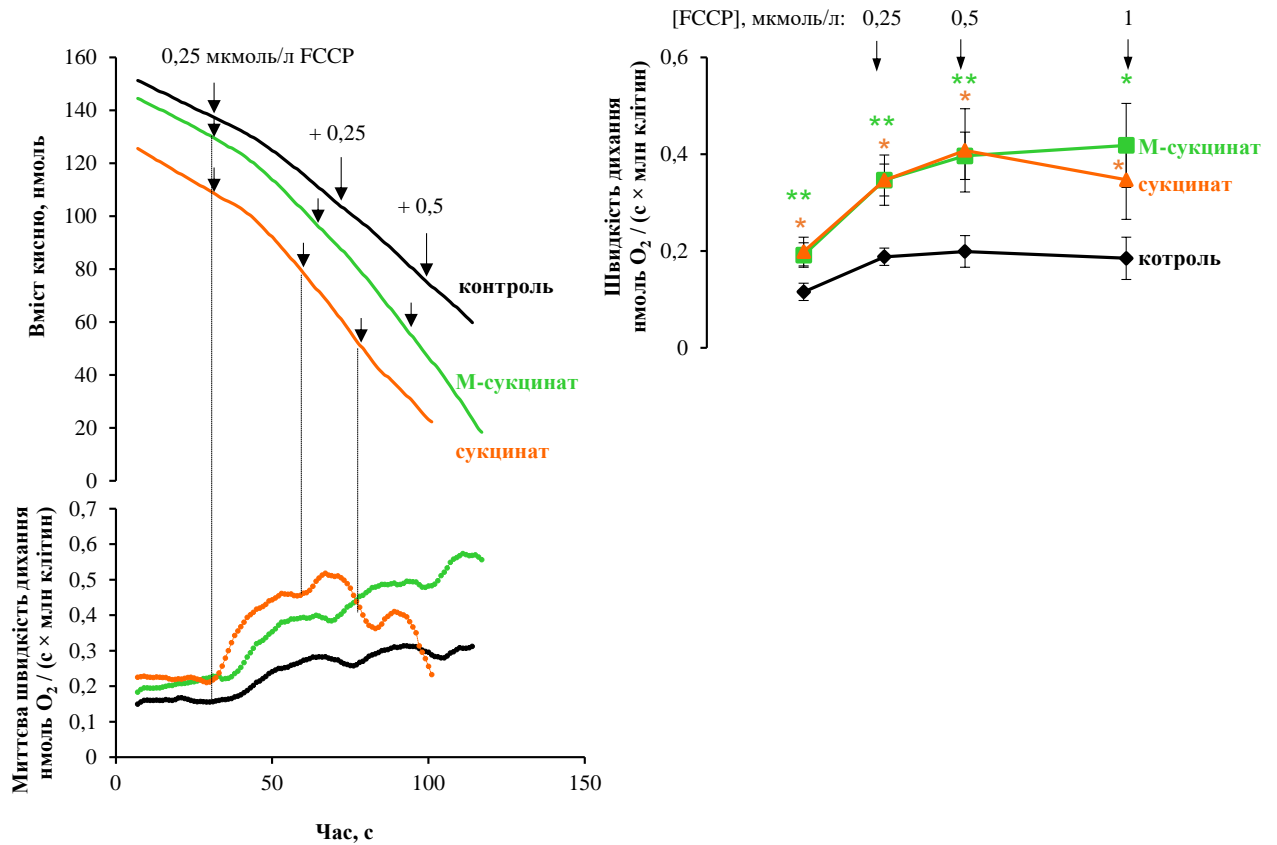 [FCCP], мкмоль/л: 0,25 0,5 1
160
140
120
100
80
60
40
20
0
Вміст кисню, нмоль
0,25 мкмоль/л FCCP
+ 0,25
+ 0,5
контроль
М-сукцинат
сукцинат
0,7
0,6
0,5
0,4
0,3
0,2
0,1
0
Миттєва швидкість дихання
нмоль O₂ / (с × млн клітин)
0 50 100 150
Час, с
0,6
0,4
0,2
0
Швидкість дихання
нмоль O₂ / (с × млн клітин)
** * ** * ** * * *
М-сукцинат
сукцинат
котроль